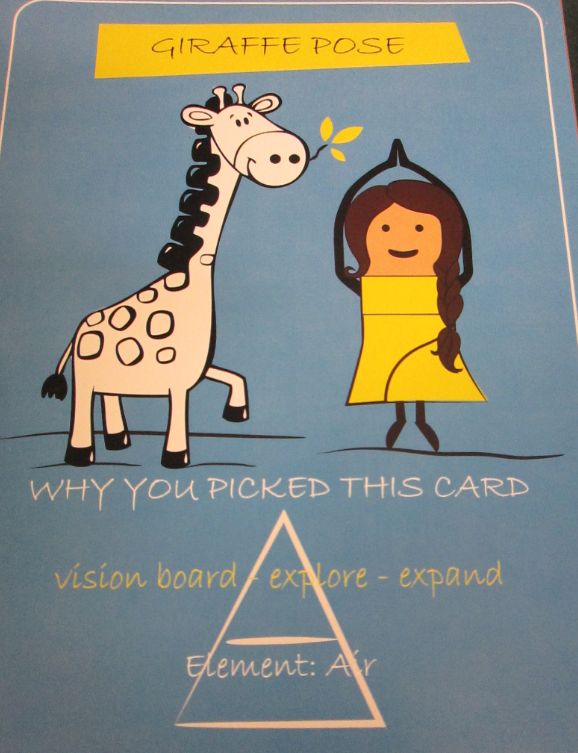 GIRAFFE POSE
WHY YOU PICKED THIS CARD
vision board - explore - expand
Element: Air